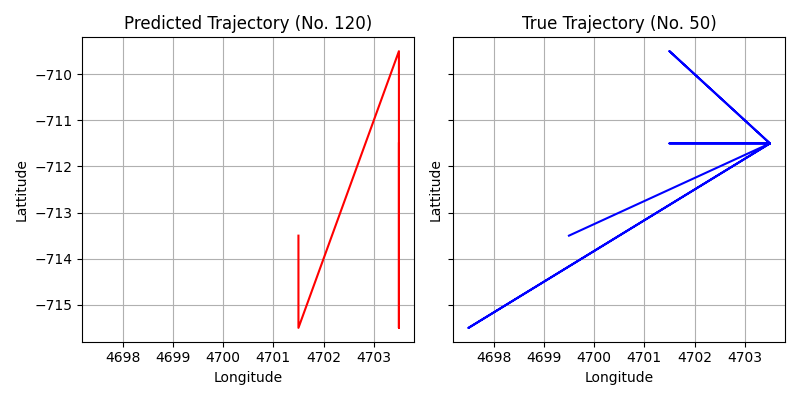 Predicted Trajectory (No. 120)
True Trajectory (No. 50)
Lattitude
−710
−711
−712
−713
−714
−715
4698 4699 4700 4701 4702 4703
Longitude
Lattitude
4698 4699 4700 4701 4702 4703
Longitude